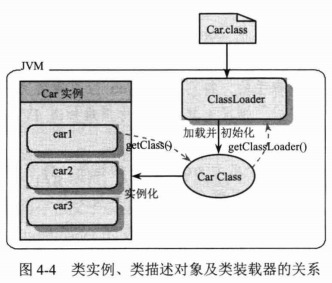 Car.class
JVM
Car 实例
ClassLoader
car1
加载并 初始化
getClass()
getClassLoader()
car2
Car Class
实例化
car3
图 4-4 类实例、类描述对象及类装载器的关系